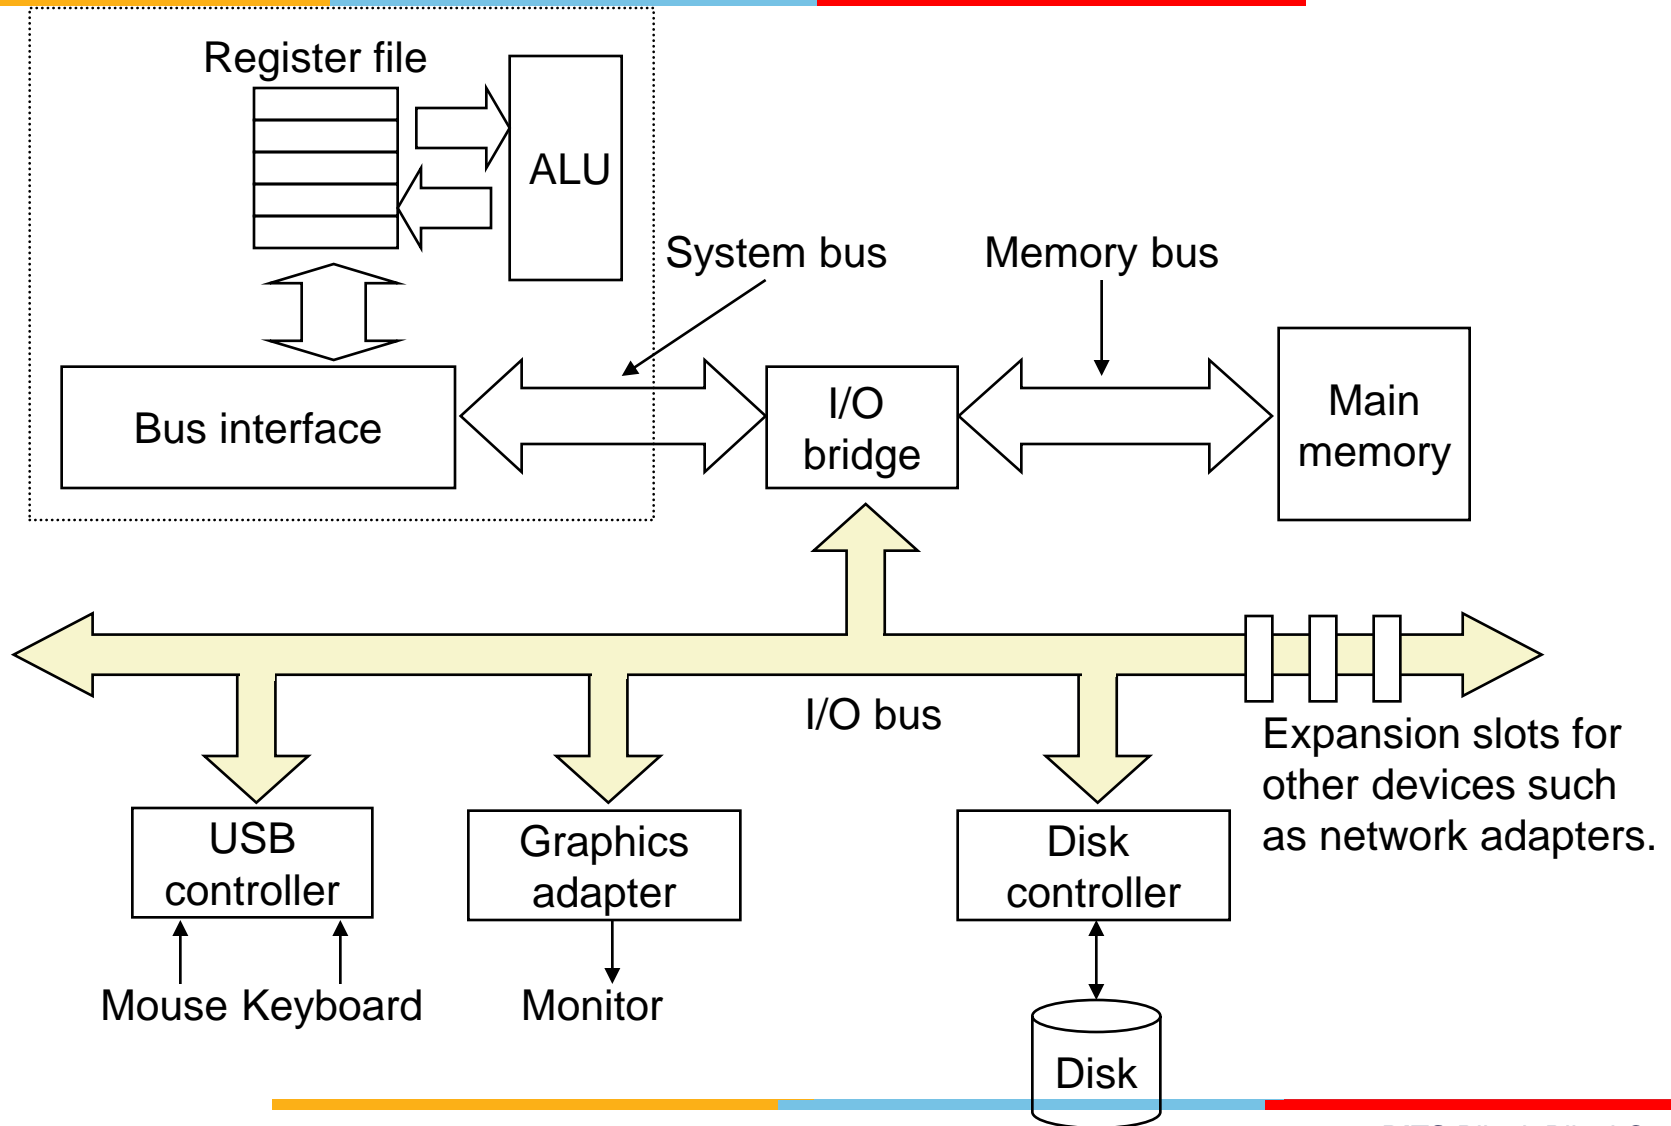 Register file
ALU
System bus
Memory bus
Bus interface
I/O
bridge
Main
memory
I/O bus
Expansion slots for
other devices such
as network adapters.
USB
controller
Graphics
adapter
Disk
controller
Mouse Keyboard
Monitor
Disk